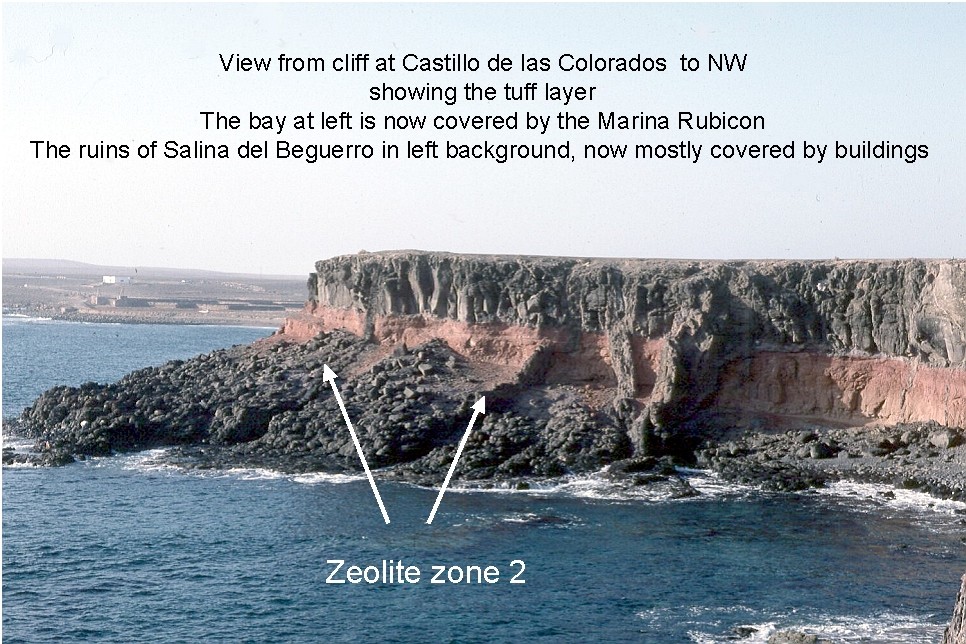 View from cliff at Castillo de las Colorados to NW
showing the tuff layer
The bay at left is now covered by the Marina Rubicon
The ruins of Salina del Beguerro in left background, now mostly covered by buildings
Zeolite zone 2